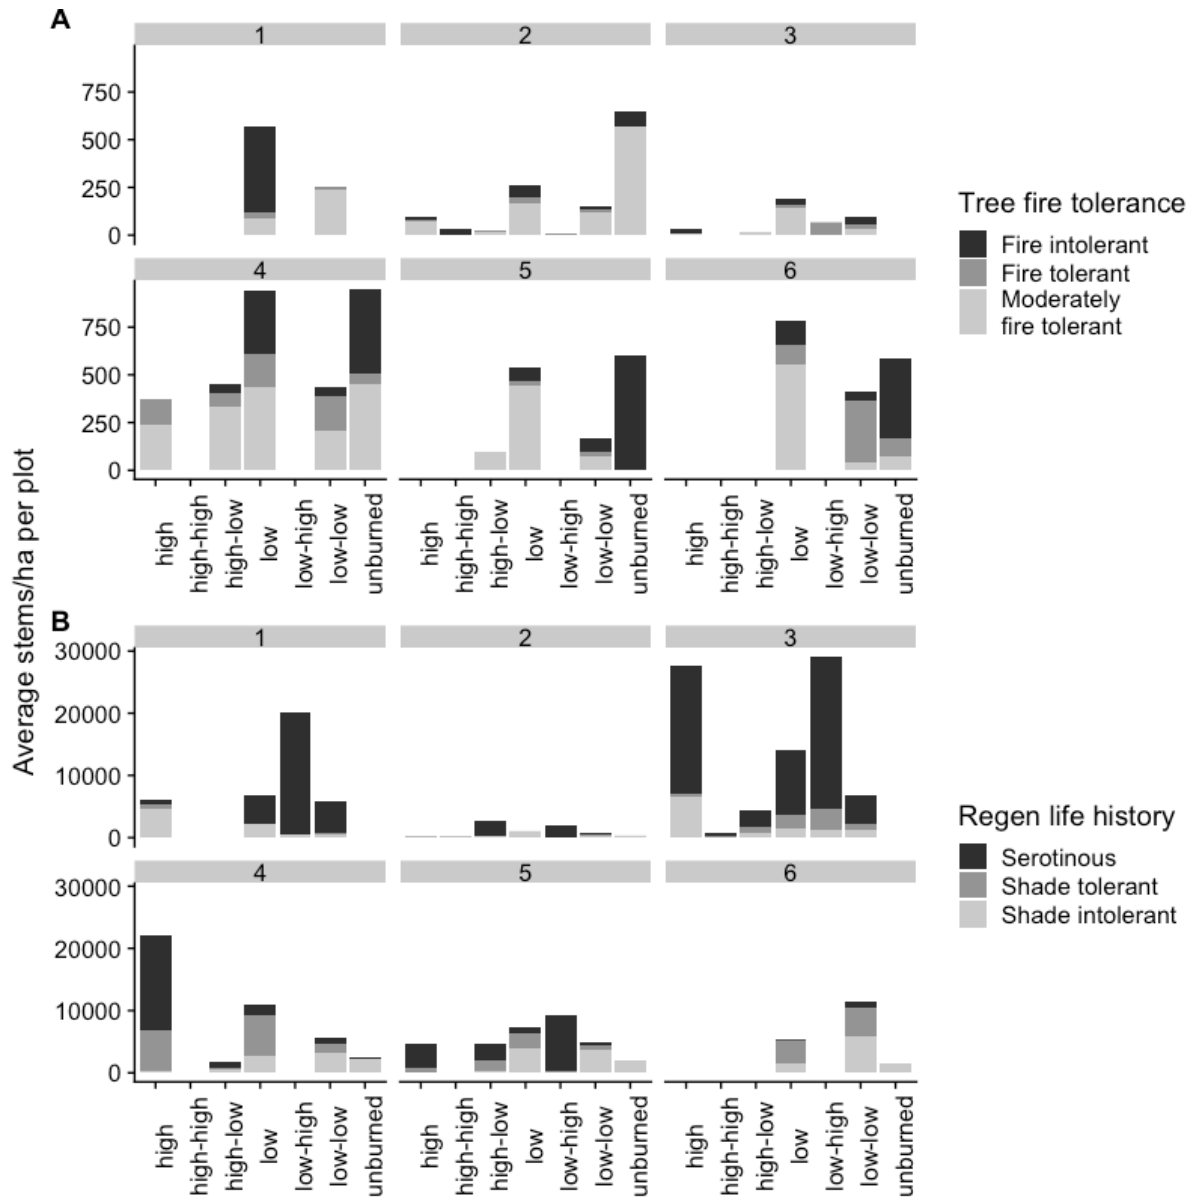 A
1 2 3
750
500
250
0
4 5 6
750
500
250
0
high high-high high-low low low-high low-low unburned high high-high high-low low low-high low-low unburned high high-high high-low low low-high low-low unburned
Tree fire tolerance
Fire intolerant
Fire tolerant
Moderately
fire tolerant
Average stems/ha per plot
B
1 2 3
30000
20000
10000
0
4 5 6
30000
20000
10000
0
high high-high high-low low low-high low-low unburned high high-high high-low low low-high low-low unburned high high-high high-low low low-high low-low unburned
Regen life history
Serotinous
Shade tolerant
Shade intolerant